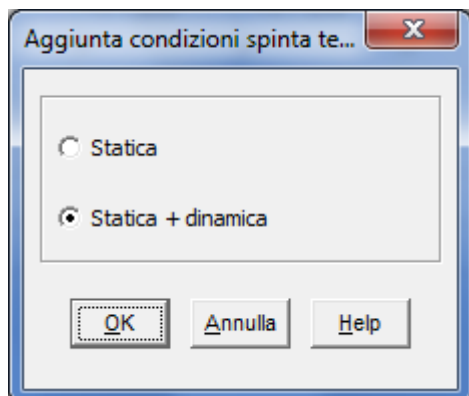 Aggiunta condizioni spinta te...
Statica
Statica + dinamica
OK Annulla Help